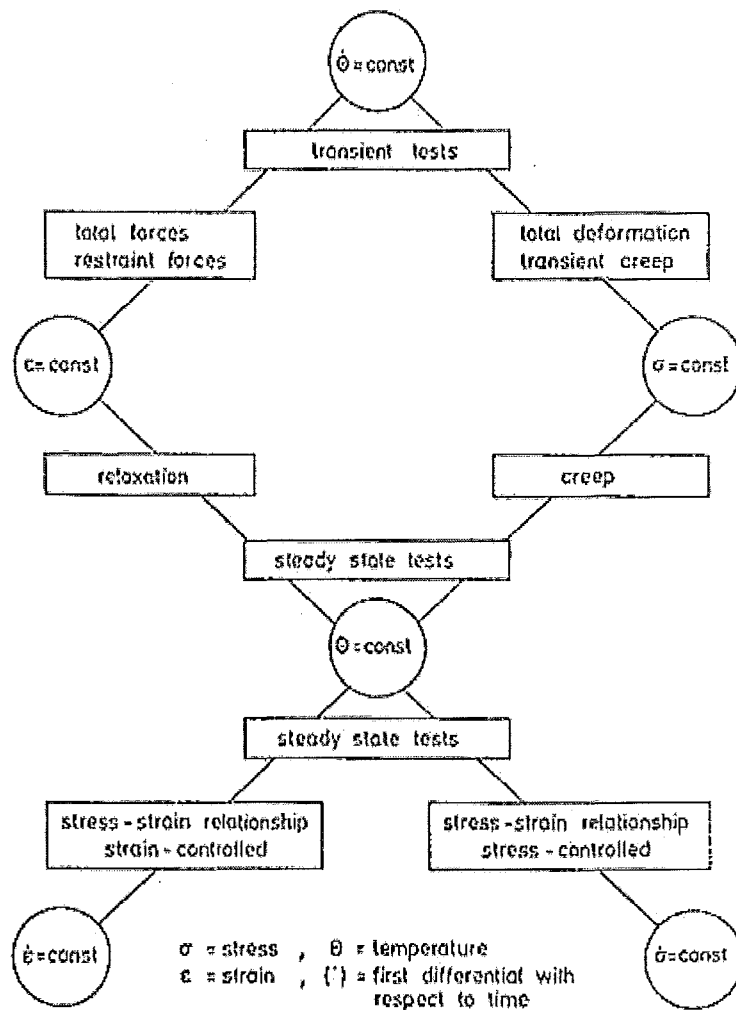 Θ̇ = const
transient tests
total forces
restraint forces
total deformation
transient creep
ε = const
σ = const
relaxation
creep
steady state tests
Θ = const
steady state tests
stress - strain relationship
strain - controlled
stress - strain relationship
stress - controlled
ε̇ = const
σ̇ = const
σ = stress , Θ = temperature
ε = strain , (˙) = first differential with
respect to time